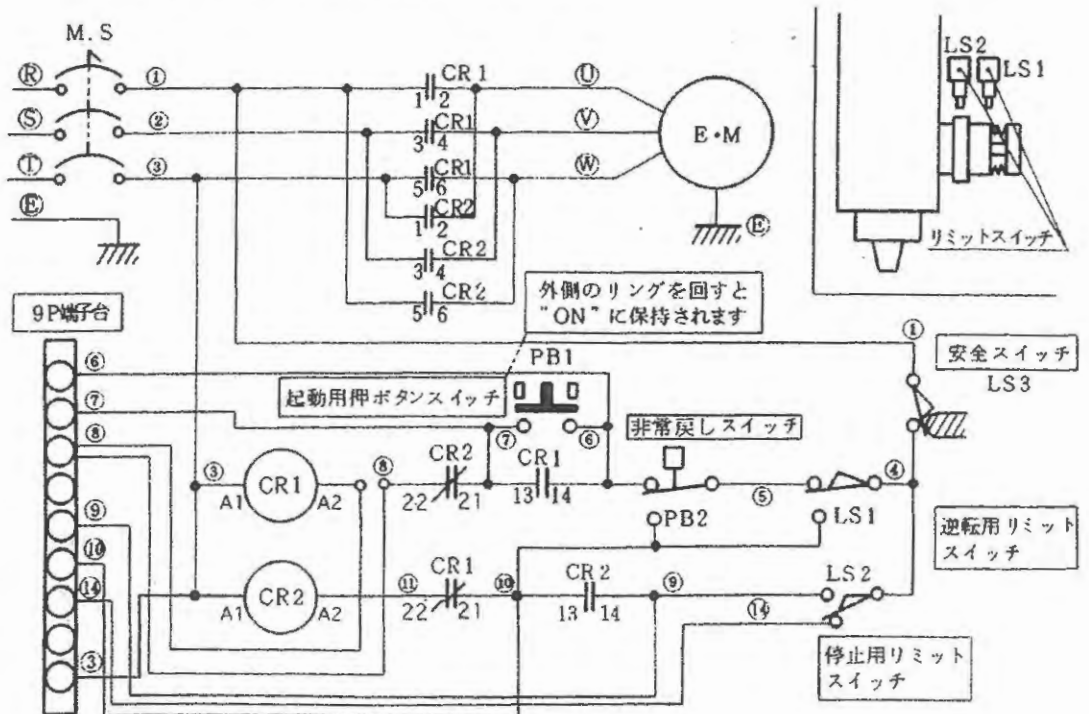 M.S
Ⓡ ① CR1 Ⓤ
1 2
Ⓢ ② CR1 Ⓥ E・M
3 4
Ⓣ ③ CR1 Ⓦ
5 6
CR2
1 2
Ⓔ Ⓔ
CR2
3 4
CR2
5 6
LS2
LS1
リミットスイッチ
9P端子台
外側のリングを回すと
"ON"に保持されます
PB1
起動用押ボタンスイッチ
⑦ ⑥
①
安全スイッチ
LS3
非常戻しスイッチ
⑥
⑦
⑧
⑨
⑩
⑭
③
③ CR1 ⑧ CR2 CR1
A1 A2 22 21 13 14
⑤ ④
PB2 LS1
逆転用リミット
スイッチ
CR2 ⑪ CR1 ⑩ CR2 ⑨ LS2
A1 A2 22 21 13 14
⑭
停止用リミット
スイッチ